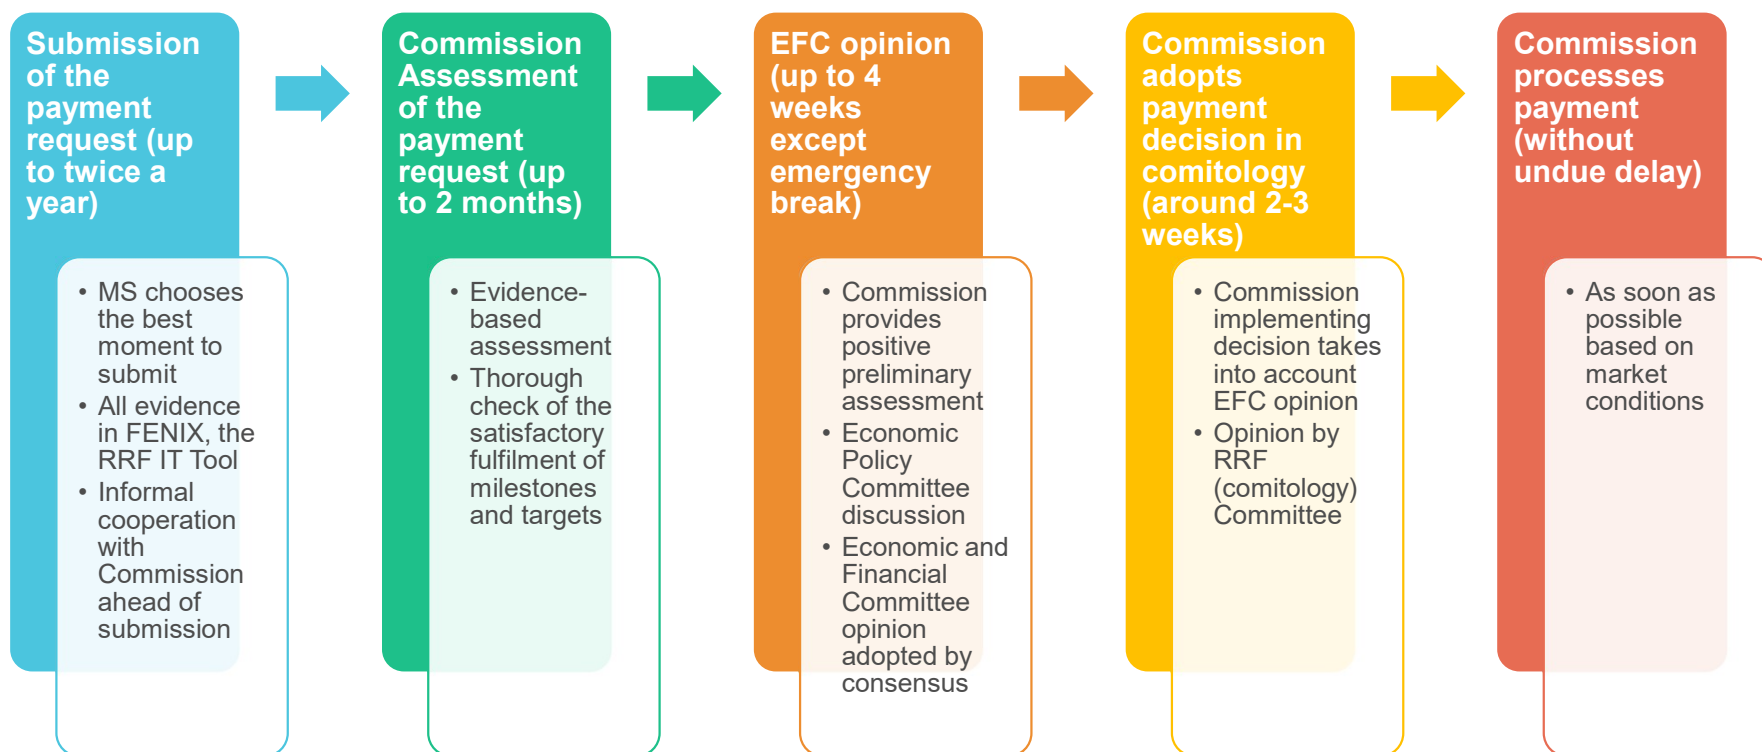 Submission
of the
payment
request (up
to twice a
year)
• MS chooses
the best
moment to
submit
• All evidence
in FENIX, the
RRF IT Tool
• Informal
cooperation
with
Commission
ahead of
submission
Commission
Assessment
of the
payment
request (up
to 2 months)
• Evidence-
based
assessment
• Thorough
check of the
satisfactory
fulfilment of
milestones
and targets
EFC opinion
(up to 4
weeks
except
emergency
break)
• Commission
provides
positive
preliminary
assessment
• Economic
Policy
Committee
discussion
• Economic and
Financial
Committee
opinion
adopted by
consensus
Commission
adopts
payment
decision in
comitology
(around 2-3
weeks)
• Commission
implementing
decision takes
into account
EFC opinion
• Opinion by
RRF
(comitology)
Committee
Commission
processes
payment
(without
undue delay)
• As soon as
possible
based on
market
conditions